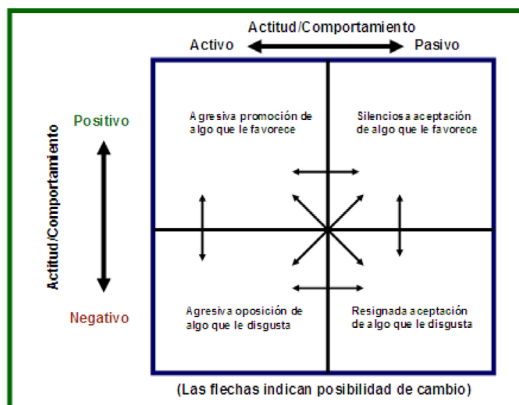 Actitud/Comportamiento
Activo
Pasivo
Actitud/Comportamiento
Positivo
Negativo
Agresiva promoción de
algo que le favorece
Silenciosa aceptación
de algo que le favorece
Agresiva oposición de
algo que le disgusta
Resignada aceptación
de algo que le disgusta
(Las flechas indican posibilidad de cambio)